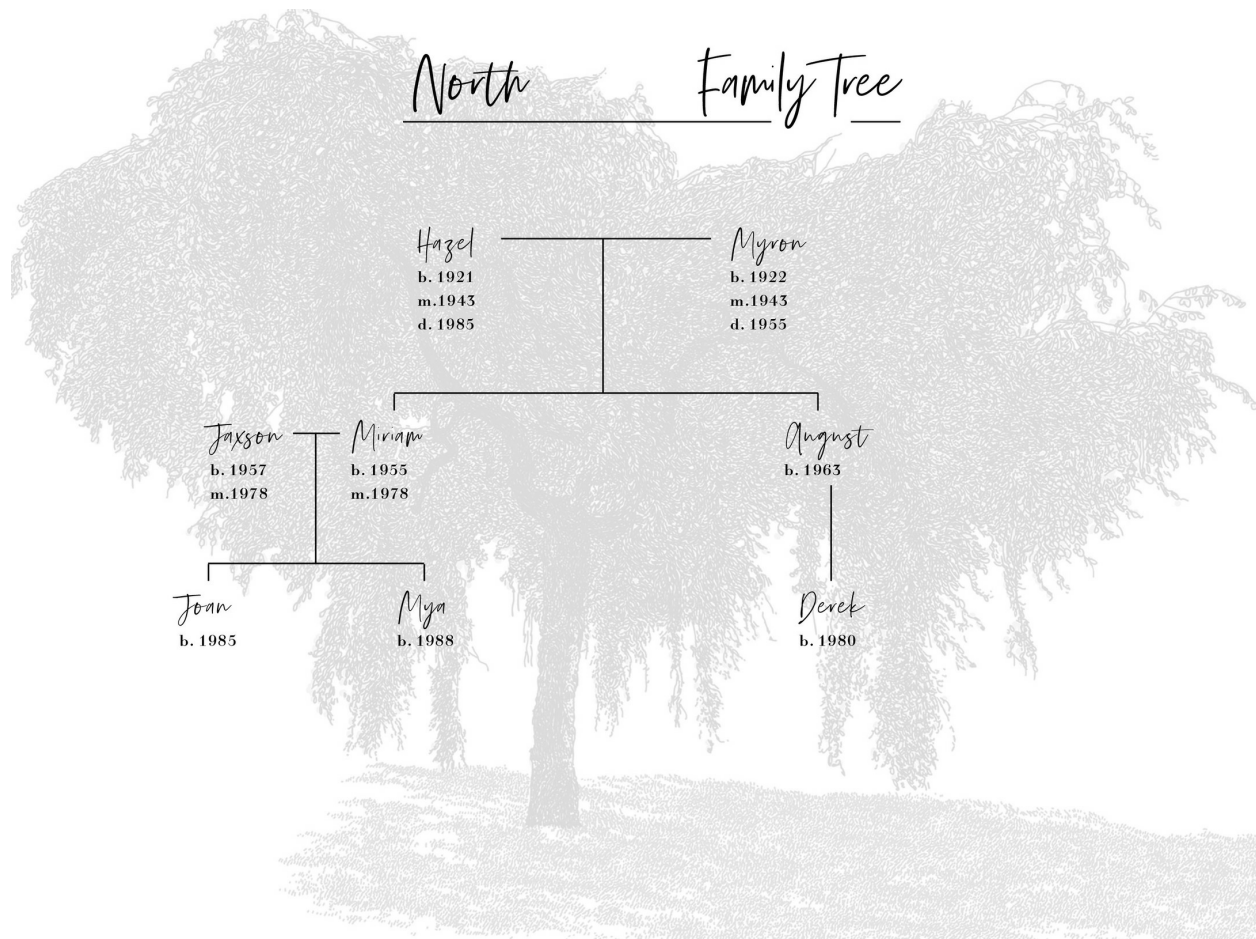 North Family Tree
Hazel
b. 1921
m.1943
d. 1985
Myron
b. 1922
m.1943
d. 1955
Jaxson
b. 1957
m.1978
Miriam
b. 1955
m.1978
August
b. 1963
Joan
b. 1985
Mya
b. 1988
Derek
b. 1980